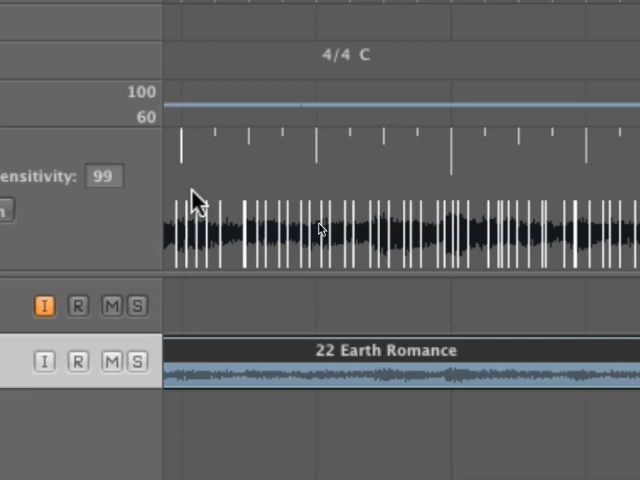 4/4 C
100
60
ensitivity: 99
n
I R M S
22 Earth Romance
I R M S